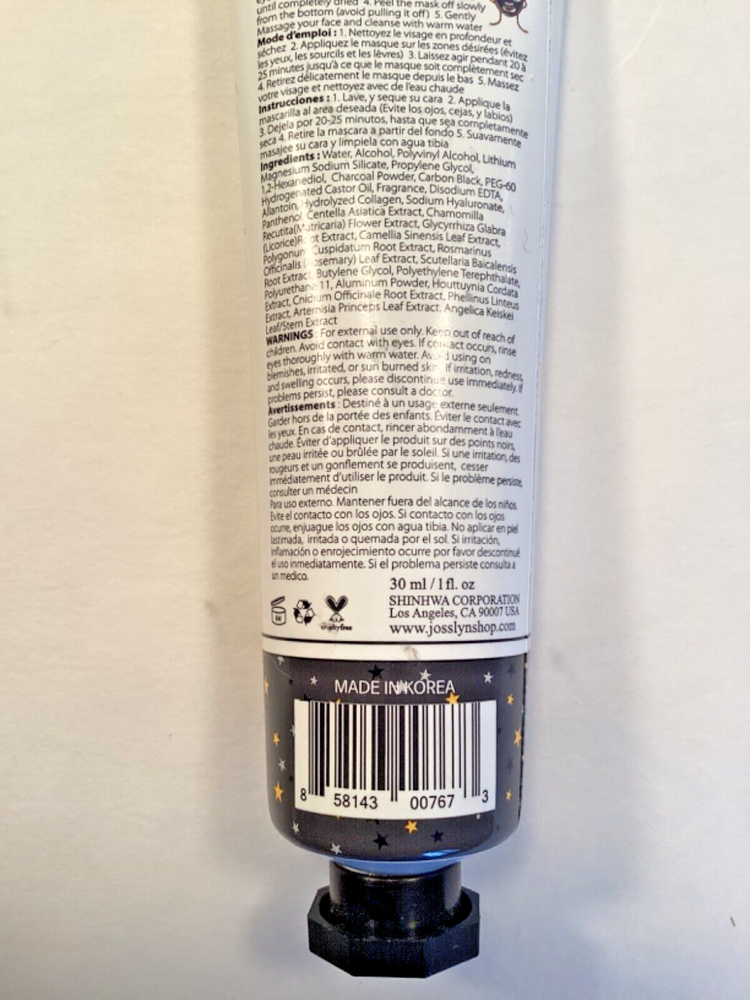 until completely dried 4. Peel the mask off slowly
from the bottom (avoid pulling it off) 5. Gently
Massage your face and cleanse with warm water
Mode d'emploi : 1. Nettoyez le visage en profondeur et
séchez 2. Appliquez le masque sur les zones désirées (évitez
les yeux, les sourcils et les lèvres) 3. Laissez agir pendant 20 à
25 minutes jusqu'à ce que le masque soit complètement sec
4. Retirez délicatement le masque depuis le bas 5. Massez
votre visage et nettoyez avec de l'eau chaude
Instrucciones : 1. Lave, y seque su cara 2. Applique la
mascarilla al area deseada (Evite los ojos, cejas, y labios)
3. Dejela por 20-25 minutos, hasta que sea completamente
seca 4. Retire la mascara a partir del fondo 5. Suavamente
masajee su cara y limpiela con agua tibia
Ingredients : Water, Alcohol, Polyvinyl Alcohol, Lithium
Magnesium Sodium Silicate, Propylene Glycol,
1,2-Hexanediol, Charcoal Powder, Carbon Black, PEG-60
Hydrogenated Castor Oil, Fragrance, Disodium EDTA,
Allantoin, Hydrolyzed Collagen, Sodium Hyaluronate,
Panthenol, Centella Asiatica Extract, Chamomilla
Recutita(Matricaria) Flower Extract, Glycyrrhiza Glabra
(Licorice)Root Extract, Camellia Sinensis Leaf Extract,
Polygonum Cuspidatum Root Extract, Rosmarinus
Officinalis (Rosemary) Leaf Extract, Scutellaria Baicalensis
Root Extract, Butylene Glycol, Polyethylene Terephthalate,
Polyurethane 11, Aluminum Powder, Houttuynia Cordata
Extract, Cnidium Officinale Root Extract, Phellinus Linteus
Extract, Artemisia Princeps Leaf Extract, Angelica Keiskei
Leaf/Stem Extract
WARNINGS : For external use only. Keep out of reach of
children. Avoid contact with eyes. If contact occurs, rinse
eyes thoroughly with warm water. Avoid using on
blemishes, irritated, or sun burned skin. If irritation, redness,
and swelling occurs, please discontinue use immediately. If
problems persist, please consult a doctor.
Avertissements : Destiné à un usage externe seulement.
Garder hors de la portée des enfants. Éviter le contact avec
les yeux. En cas de contact, rincer abondamment à l'eau
chaude. Éviter d'appliquer le produit sur des points noirs,
une peau irritée ou brûlée par le soleil. Si une irritation, des
rougeurs et un gonflement se produisent, cesser
immédiatement d'utiliser le produit. Si le problème persiste,
consulter un médecin
Para uso externo. Mantener fuera del alcance de los niños.
Evite el contacto con los ojos. Si contacto con los ojos
ocurre, enjuague los ojos con agua tibia. No aplicar en piel
lastimada, irritada o quemada por el sol. Si irritación,
inflamación o enrojecimiento ocurre por favor descontinué
el uso inmediatamente. Si el problema persiste consulta a
un medico.
30 ml / 1 fl. oz
SHINHWA CORPORATION
Los Angeles, CA 90007 USA
www.josslynshop.com
cruelty free
MADE IN KOREA
8 58143 00767 3